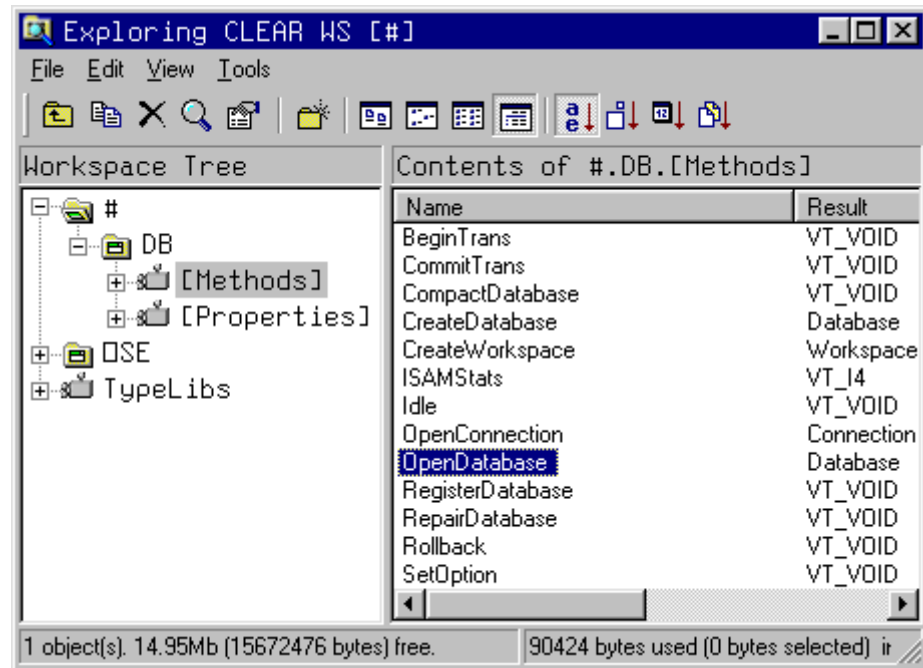 Exploring CLEAR WS [#]
File Edit View Tools
Workspace Tree
Contents of #.DB.[Methods]
#
DB
[Methods]
[Properties]
OSE
TypeLibs
Name Result
BeginTrans VT_VOID
CommitTrans VT_VOID
CompactDatabase VT_VOID
CreateDatabase Database
CreateWorkspace Workspace
ISAMStats VT_I4
Idle VT_VOID
OpenConnection Connection
OpenDatabase Database
RegisterDatabase VT_VOID
RepairDatabase VT_VOID
Rollback VT_VOID
SetOption VT_VOID
1 object(s). 14.95Mb (15672476 bytes) free.
90424 bytes used (0 bytes selected)